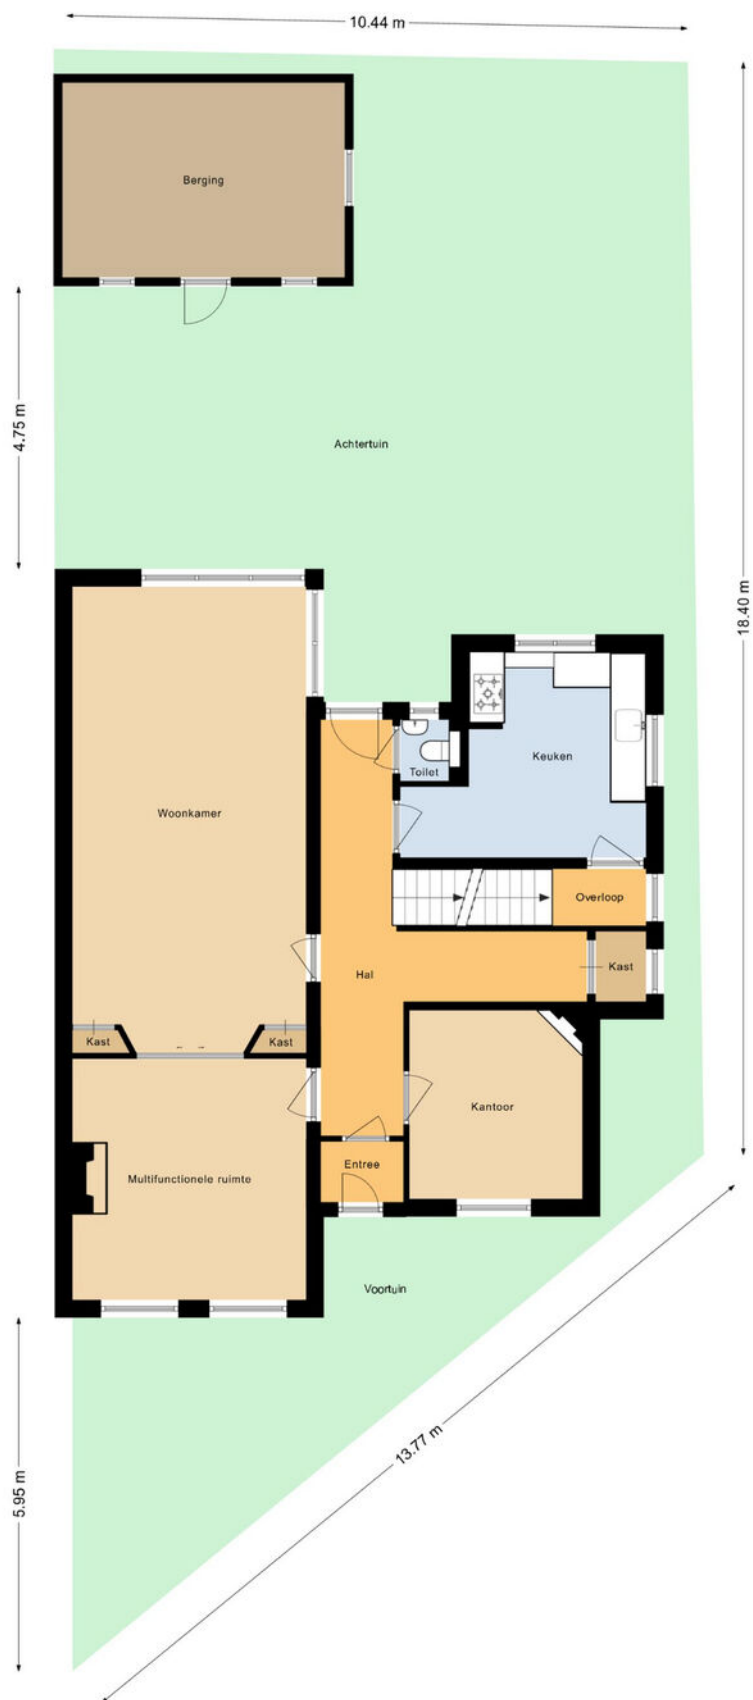 10.44 m
Berging
4.75 m
Achtertuin
18.40 m
Keuken
Toilet
Woonkamer
Overloop
Hal
Kast
Kast
Kast
Kantoor
Entree
Multifunctionele ruimte
Voortuin
13.77 m
5.95 m